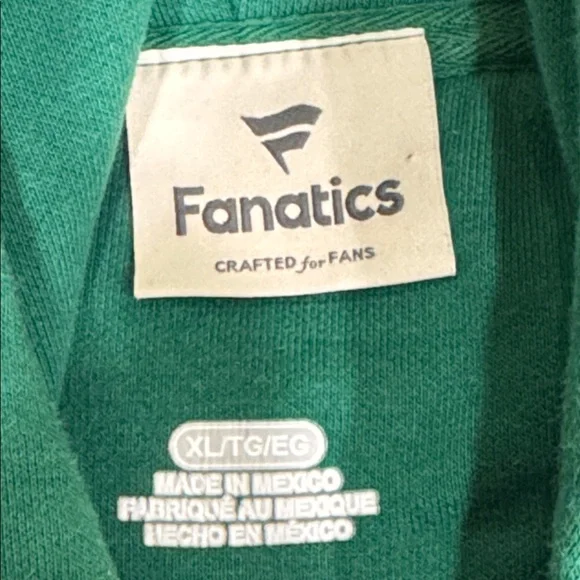 Fanatics
CRAFTED for FANS
XL/TG/EG
MADE IN MEXICO
FABRIQUÉ AU MEXIQUE
HECHO EN MÉXICO